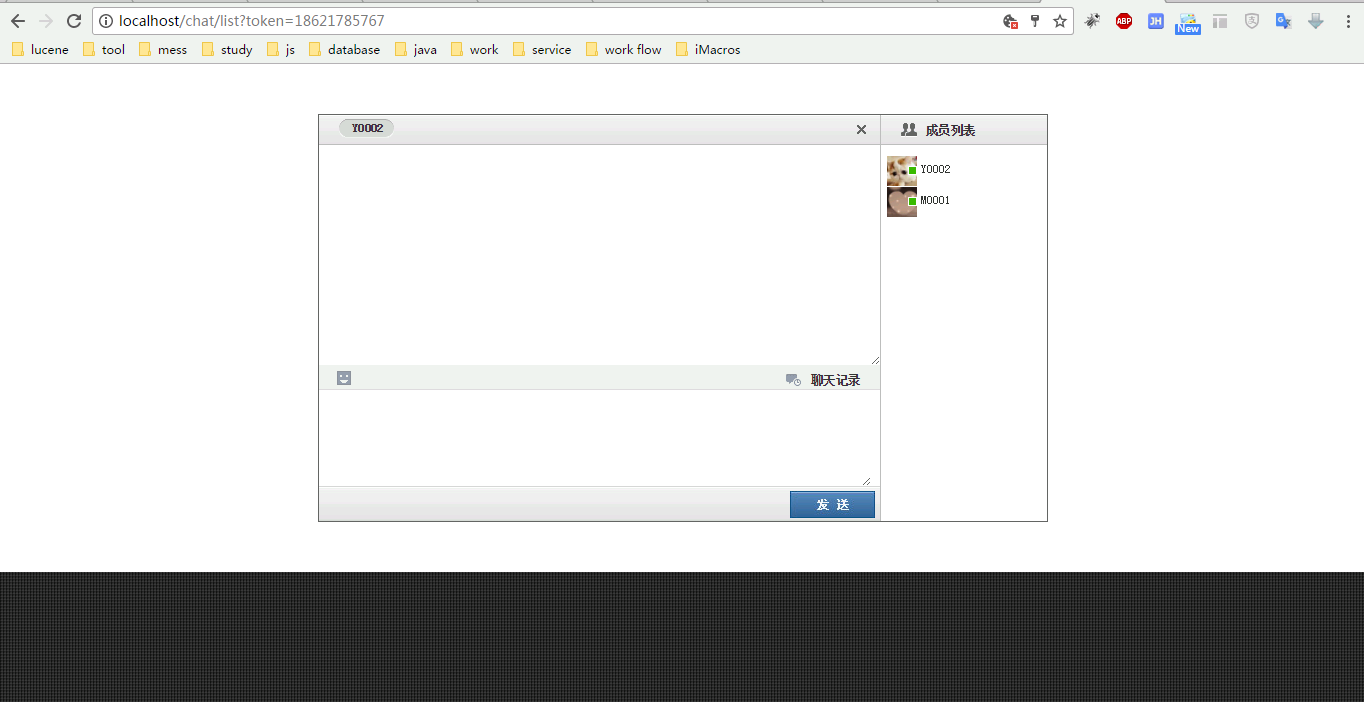 localhost/chat/list?token=18621785767
ABP
JH
New
支
G
lucene tool mess study js database java work service work flow iMacros
Y0002
成员列表
Y0002
M0001
聊天记录
发 送